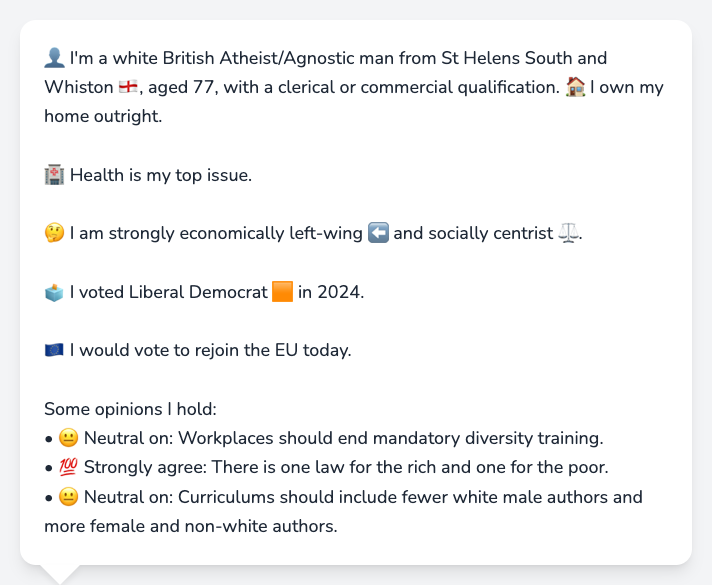 👤 I'm a white British Atheist/Agnostic man from St Helens South and
Whiston 🏴󠁧󠁢󠁥󠁮󠁧󠁿, aged 77, with a clerical or commercial qualification. 🏠 I own my
home outright.
🏥 Health is my top issue.
🤔 I am strongly economically left-wing ⬅️ and socially centrist ⚖️.
🗳️ I voted Liberal Democrat 🟧 in 2024.
🇪🇺 I would vote to rejoin the EU today.
Some opinions I hold:
• 😐 Neutral on: Workplaces should end mandatory diversity training.
• 💯 Strongly agree: There is one law for the rich and one for the poor.
• 😐 Neutral on: Curriculums should include fewer white male authors and
more female and non-white authors.